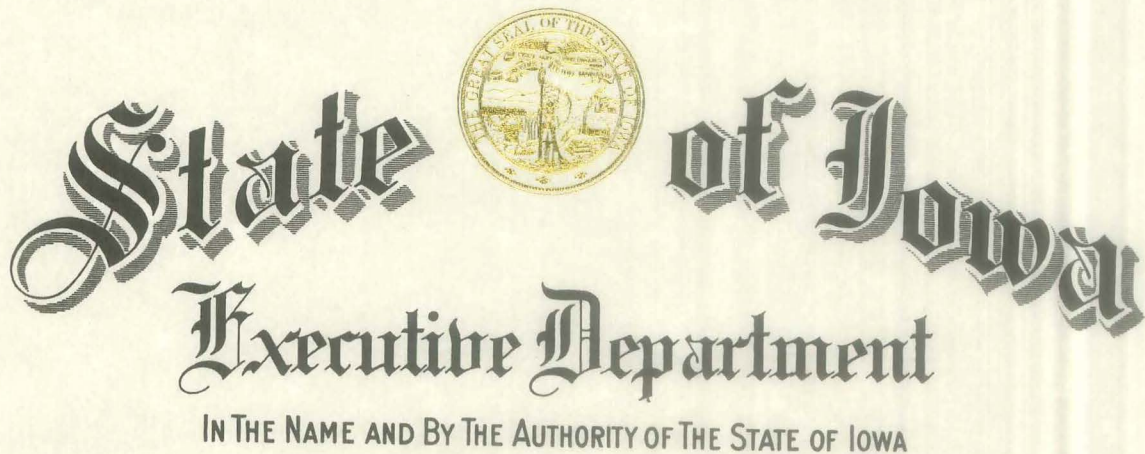 THE GREAT SEAL OF THE STATE OF IOWA
State of Iowa
Executive Department
IN THE NAME AND BY THE AUTHORITY OF THE STATE OF IOWA